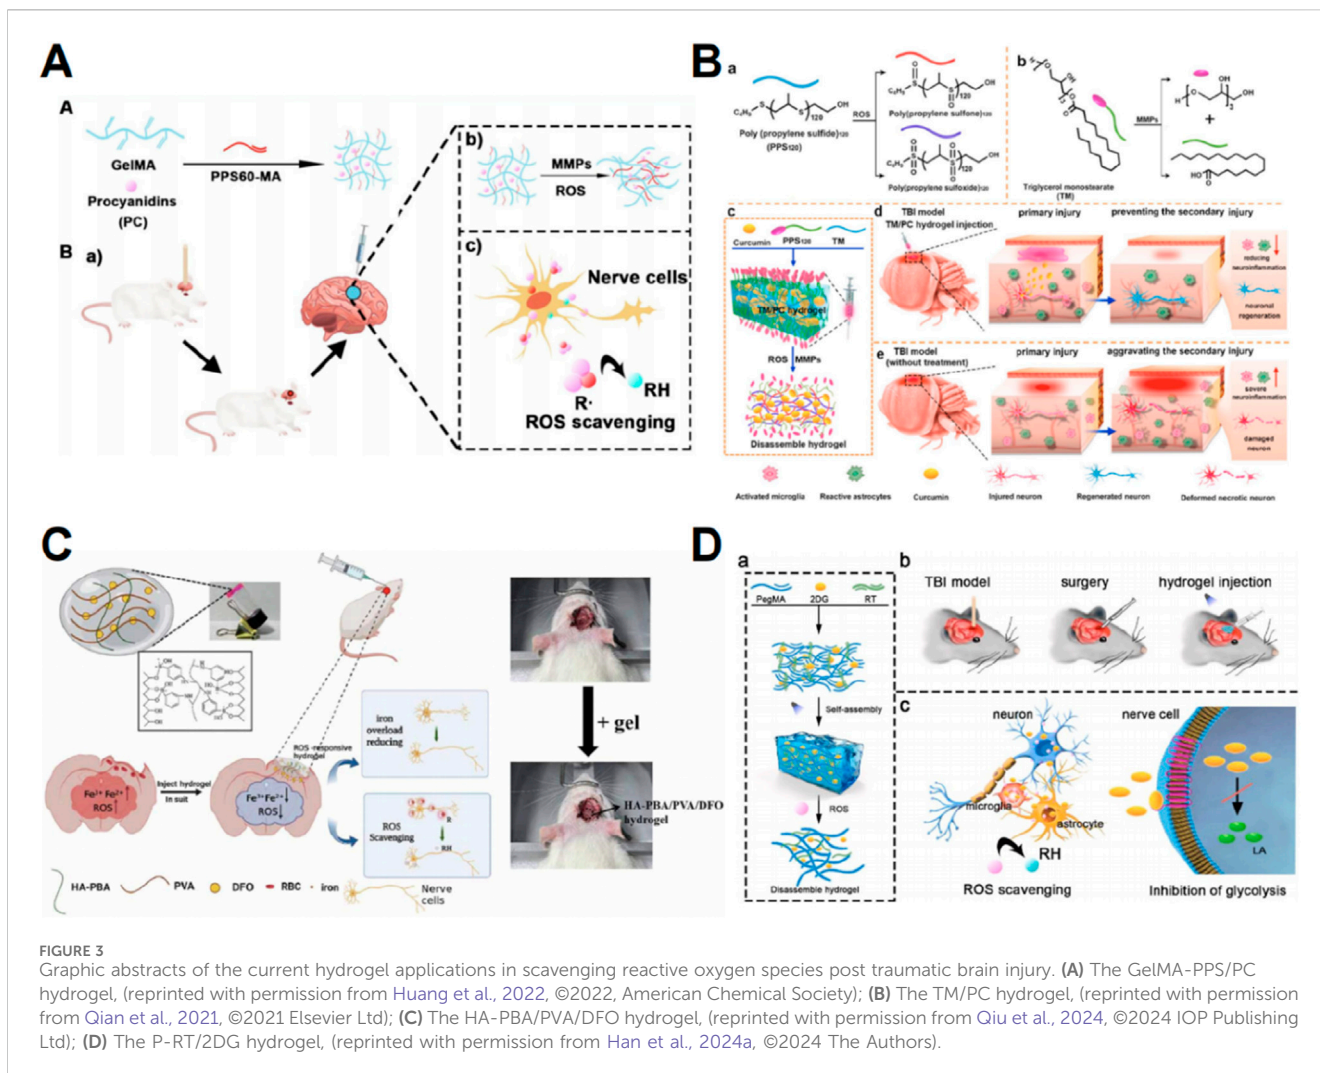 A
A
GelMA
PPS60-MA
Procyanidins
(PC)
B
a)
b)
MMPs
ROS
c)
Nerve cells
R·
RH
ROS scavenging
B
a
ROS
Poly (propylene sulfide)120
(PPS120)
Poly(propylene sulfone)120
Poly(propylene sulfoxide)120
b
MMPs
+
Triglycerol monostearate
(TM)
c
Curcumin
PPS120
TM
TM/PC hydrogel
ROS MMPs
Disassemble hydrogel
d
TBI model
TM/PC hydrogel injection
primary injury
preventing the secondary injury
reducing
neuroinflammation
neuronal
regeneration
e
TBI model
(without treatment)
primary injury
aggravating the secondary injury
severe
neuroinflammation
damaged
neuron
Activated microglia
Reactive astrocytes
Curcumin
Injured neuron
Regenerated neuron
Deformed necrotic neuron
C
ROS-responsive
hydrogel
Inject hydrogel
In suit
Fe3+ Fe2+
ROS
Fe3+Fe2+
ROS
iron
overload
reducing
ROS
Scavenging
R
RH
+ gel
HA-PBA/PVA/DFO
hydrogel
HA-PBA
PVA
DFO
RBC
iron
Nerve
cells
D
a
PegMA
2DG
RT
Self-assembly
ROS
Disassemble hydrogel
b
TBI model
surgery
hydrogel injection
c
neuron
microglia
astrocyte
RH
ROS scavenging
nerve cell
LA
Inhibition of glycolysis
FIGURE 3
Graphic abstracts of the current hydrogel applications in scavenging reactive oxygen species post traumatic brain injury. (A) The GelMA-PPS/PC
hydrogel, (reprinted with permission from Huang et al., 2022, ©2022, American Chemical Society); (B) The TM/PC hydrogel, (reprinted with permission
from Qian et al., 2021, ©2021 Elsevier Ltd); (C) The HA-PBA/PVA/DFO hydrogel, (reprinted with permission from Qiu et al., 2024, ©2024 IOP Publishing
Ltd); (D) The P-RT/2DG hydrogel, (reprinted with permission from Han et al., 2024a, ©2024 The Authors).